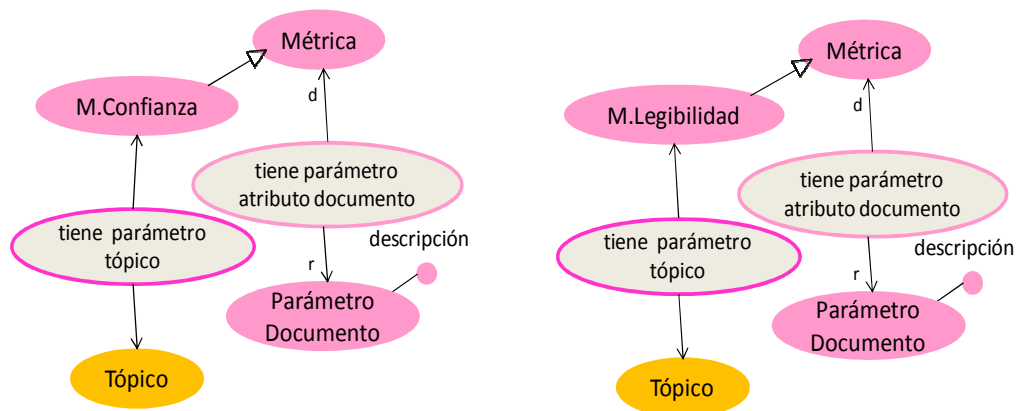 Métrica
M.Confianza
d
tiene parámetro
atributo documento
tiene parámetro
tópico
descripción
r
Parámetro
Documento
Tópico
Métrica
M.Legibilidad
d
tiene parámetro
atributo documento
tiene parámetro
tópico
descripción
r
Parámetro
Documento
Tópico